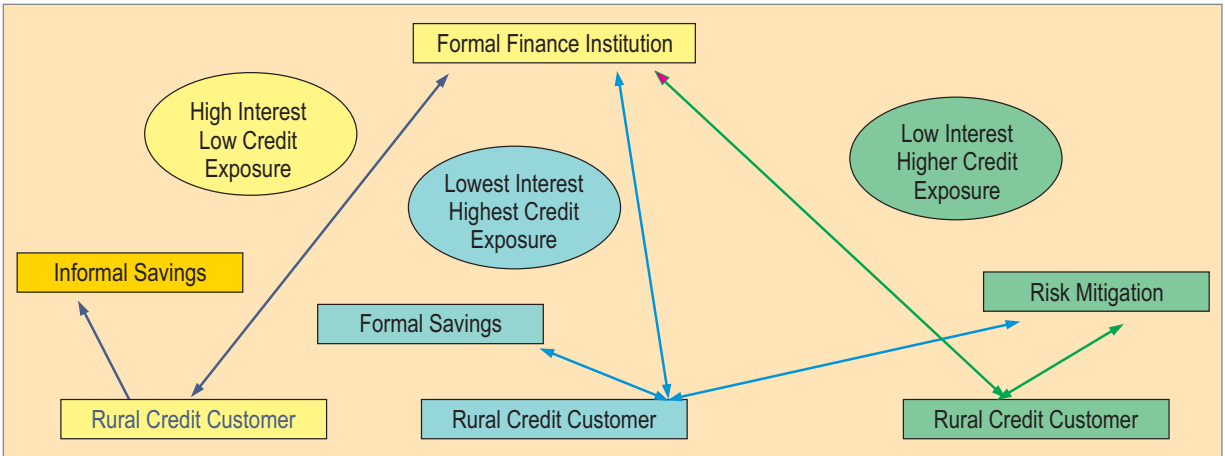 Formal Finance Institution
High Interest
Low Credit
Exposure
Lowest Interest
Highest Credit
Exposure
Low Interest
Higher Credit
Exposure
Informal Savings
Formal Savings
Risk Mitigation
Rural Credit Customer
Rural Credit Customer
Rural Credit Customer